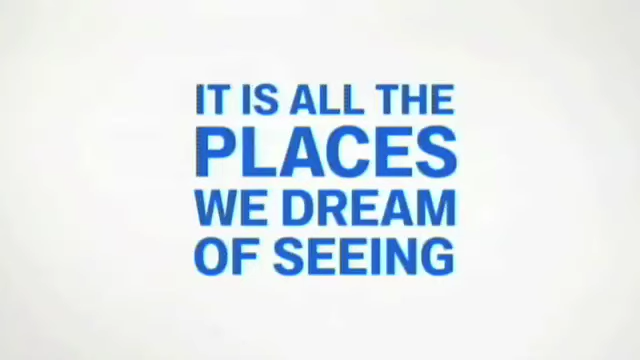 IT IS ALL THE
PLACES
WE DREAM
OF SEEING